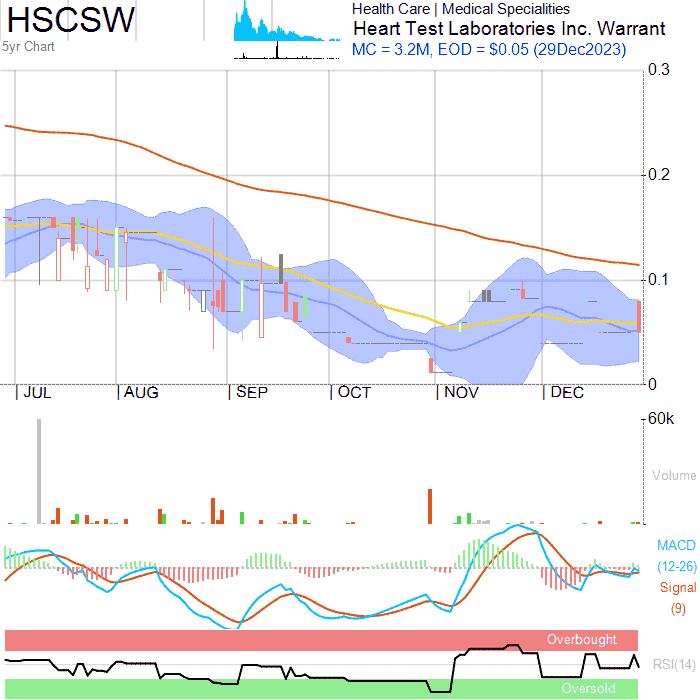 HSCSW
5yr Chart
Health Care | Medical Specialities
Heart Test Laboratories Inc. Warrant
MC = 3.2M, EOD = $0.05 (29Dec2023)
0.3
0.2
0.1
0
JUL
AUG
SEP
OCT
NOV
DEC
60k
Volume
MACD
(12-26)
Signal
(9)
Overbought
RSI(14)
Oversold